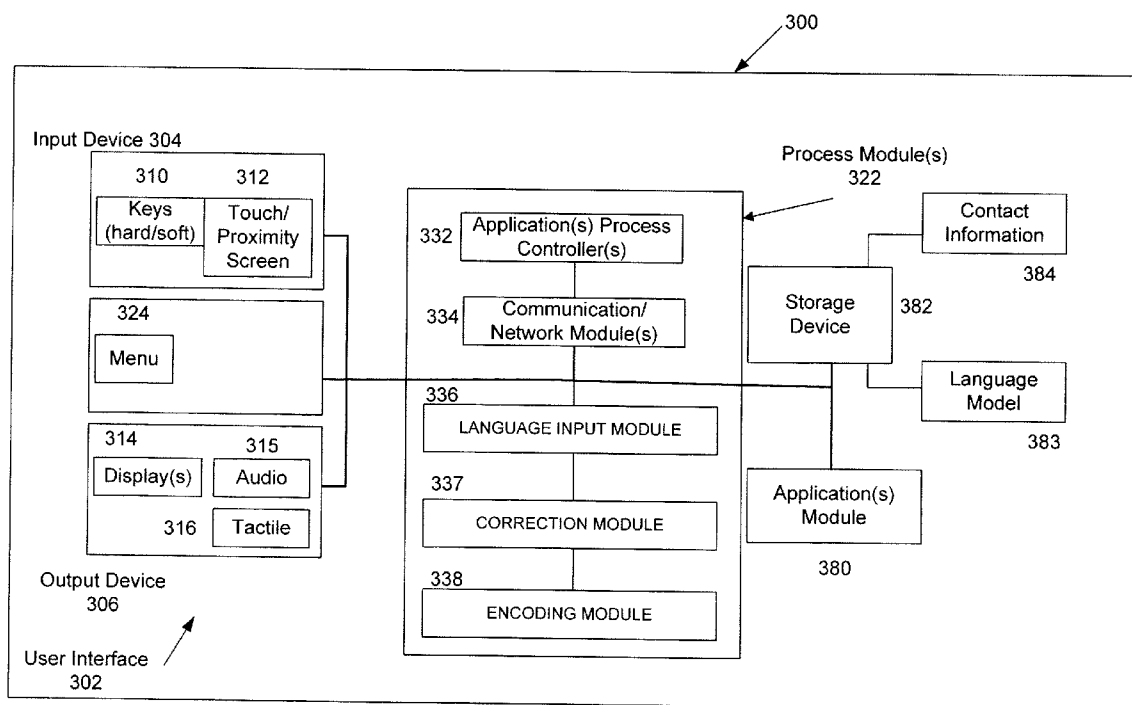 300
Input Device 304
310
312
Keys
(hard/soft)
Touch/
Proximity
Screen
324
Menu
314
315
Display(s)
Audio
316
Tactile
Output Device
306
User Interface
302
332
Application(s) Process
Controller(s)
334
Communication/
Network Module(s)
336
LANGUAGE INPUT MODULE
337
CORRECTION MODULE
338
ENCODING MODULE
Process Module(s)
322
Storage
Device
382
Contact
Information
384
Language
Model
383
Application(s)
Module
380